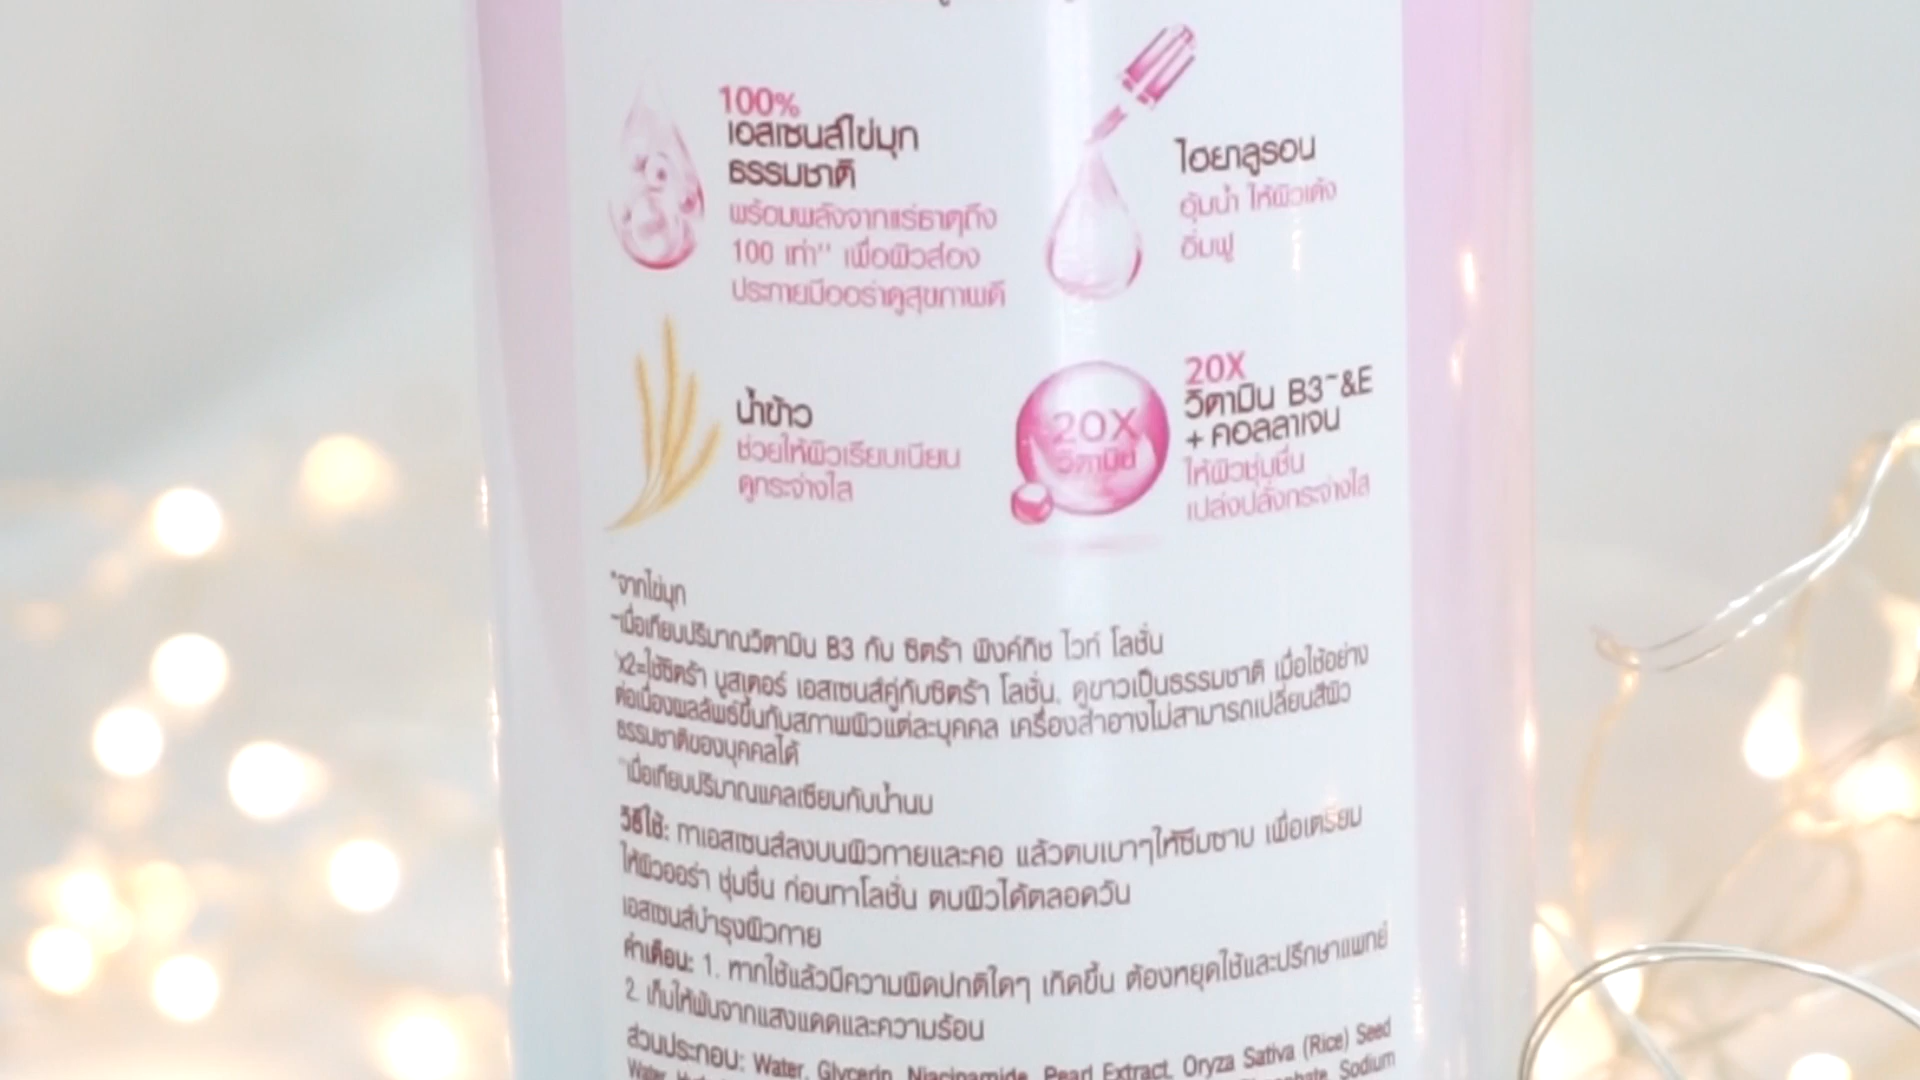 100%
เอสเซนส์ไข่มุก
ธรรมชาติ
พร้อมพลังจากแร่ธาตุถึง
100 เท่า** เพื่อผิวส่อง
ประกายมีออร่าดูสุขภาพดี
ไฮยาลูรอน
อุ้มน้ำ ให้ผิวเด้ง
อิ่มฟู
น้ำข้าว
ช่วยให้ผิวเรียบเนียน
ดูกระจ่างใส
20X
วิตามิน
20X
วิตามิน B3~&E
+ คอลลาเจน
ให้ผิวชุ่มชื่น
เปล่งปลั่งกระจ่างใส
*จากไข่มุก
~เมื่อเทียบปริมาณวิตามิน B3 กับ ซิตร้า พิงค์กิช ไวท์ โลชั่น
x2=ใช้ซิตร้า บูสเตอร์ เอสเซนส์คู่กับซิตร้า โลชั่น. ดูขาวเป็นธรรมชาติ เมื่อใช้อย่าง
ต่อเนื่องผลลัพธ์ขึ้นกับสภาพผิวแต่ละบุคคล เครื่องสำอางไม่สามารถเปลี่ยนสีผิว
ธรรมชาติของบุคคลได้
**เมื่อเทียบปริมาณแคลเซียมกับน้ำนม
วิธีใช้: ทาเอสเซนส์ลงบนผิวกายและคอ แล้วตบเบาๆให้ซึมซาบ เพื่อเตรียม
ให้ผิวออร่า ชุ่มชื่น ก่อนทาโลชั่น ตบผิวได้ตลอดวัน
เอสเซนส์บำรุงผิวกาย
คำเตือน: 1. หากใช้แล้วมีความผิดปกติใดๆ เกิดขึ้น ต้องหยุดใช้และปรึกษาแพทย์
2. เก็บให้พ้นจากแสงแดดและความร้อน
ส่วนประกอบ: Water, Glycerin, Niacinamide, Pearl Extract, Oryza Sativa (Rice) Seed
Water, Sodium